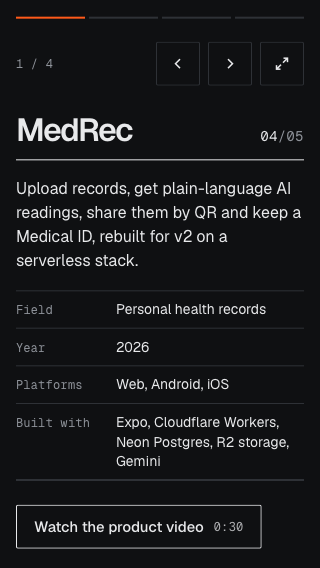 1 / 4
MedRec
04/05
Upload records, get plain-language AI
readings, share them by QR and keep a
Medical ID, rebuilt for v2 on a
serverless stack.
Field
Personal health records
Year
2026
Platforms
Web, Android, iOS
Built with
Expo, Cloudflare Workers,
Neon Postgres, R2 storage,
Gemini
Watch the product video 0:30